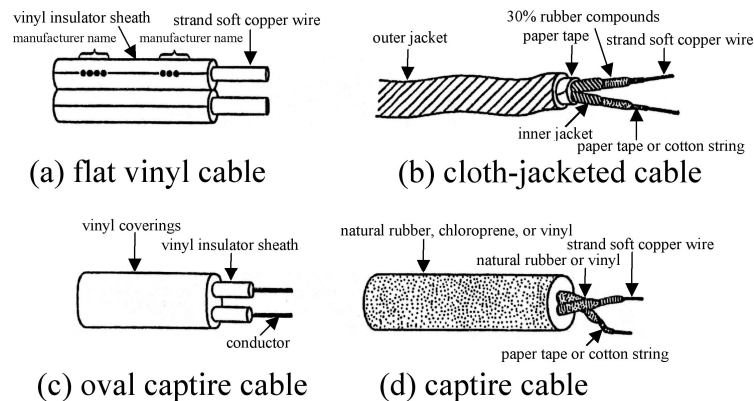 vinyl insulator sheath
strand soft copper wire
manufacturer name
manufacturer name
(a) flat vinyl cable
30% rubber compounds
paper tape
strand soft copper wire
outer jacket
inner jacket
paper tape or cotton string
(b) cloth-jacketed cable
vinyl coverings
vinyl insulator sheath
conductor
(c) oval captire cable
natural rubber, chloroprene, or vinyl
strand soft copper wire
natural rubber or vinyl
paper tape or cotton string
(d) captire cable